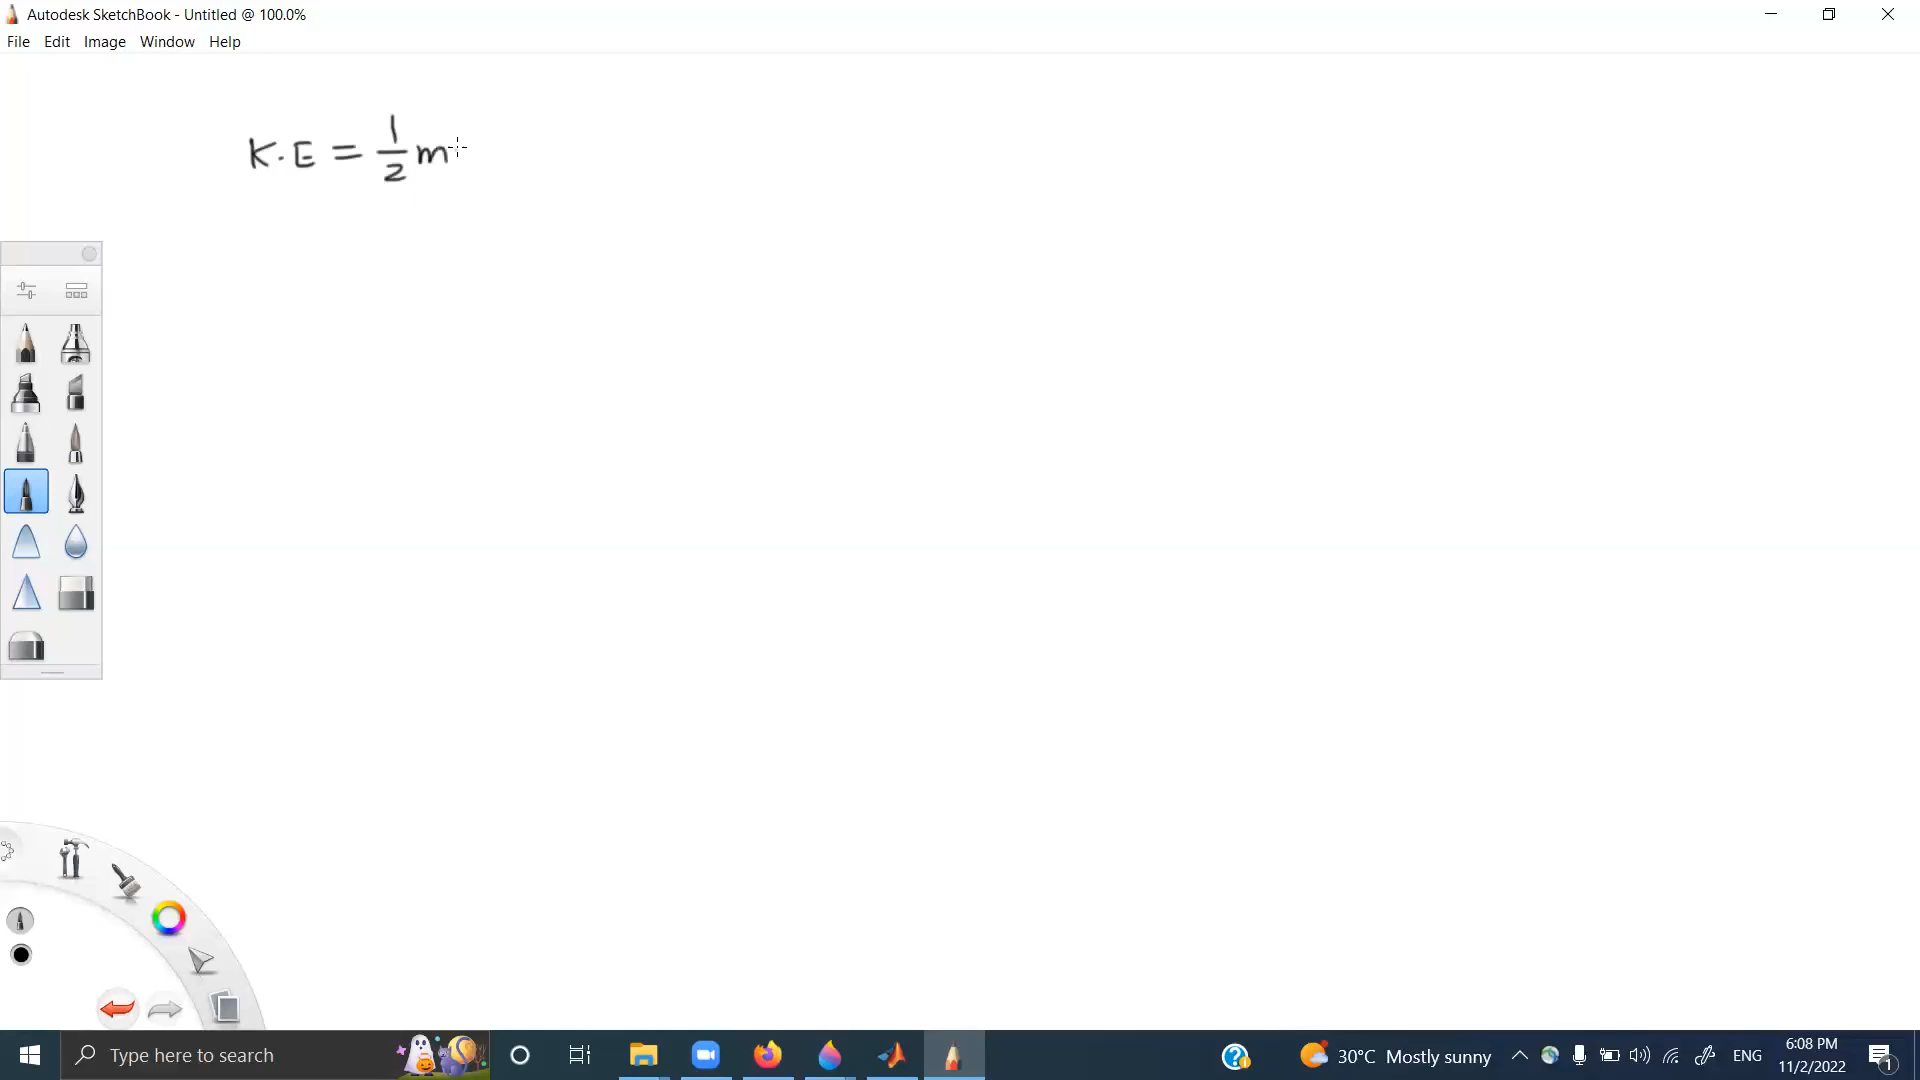 Autodesk SketchBook - Untitled @ 100.0%
File Edit Image Window Help
K.E = 1/2 m
Type here to search
30°C Mostly sunny
ENG
6:08 PM
11/2/2022
1